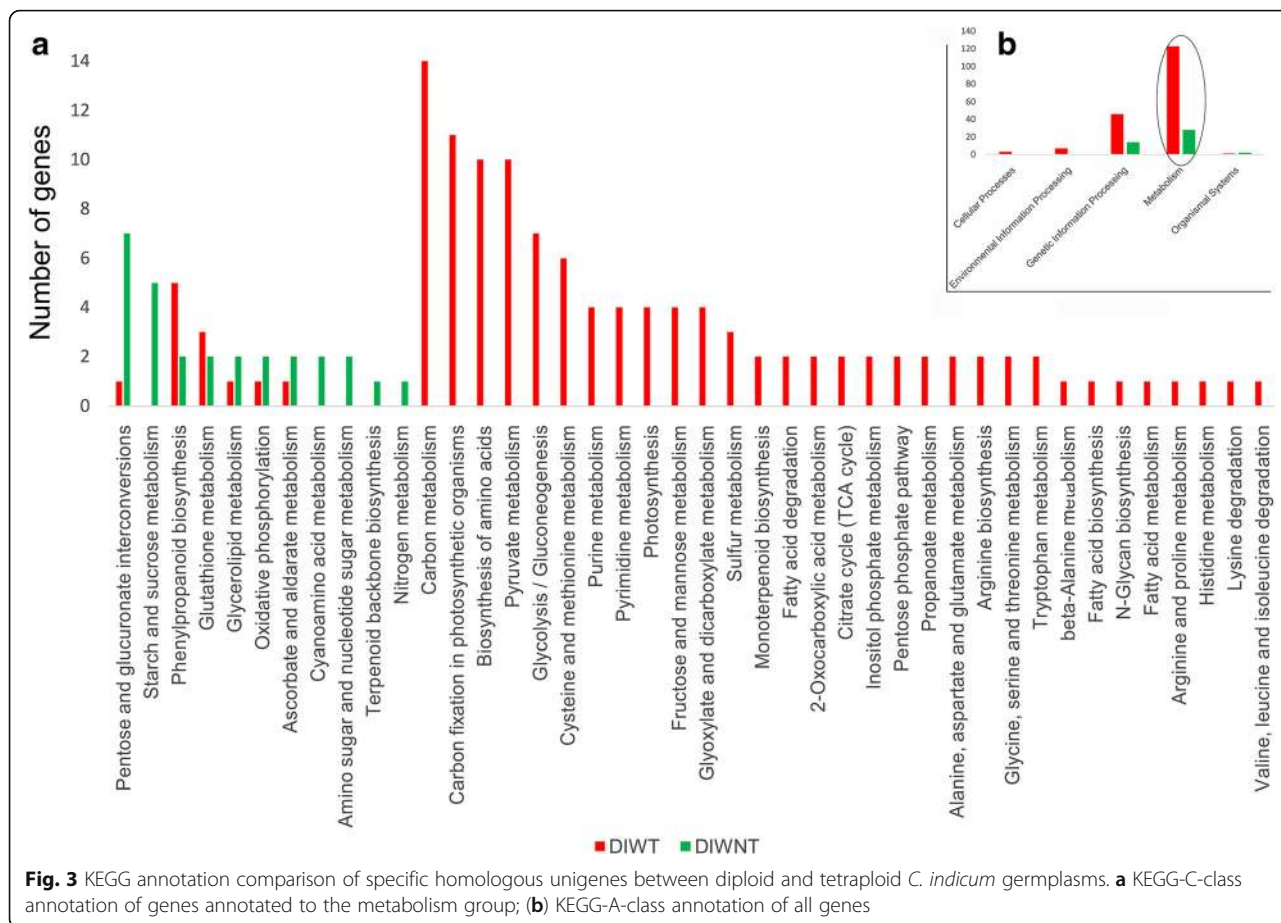 a
Number of genes
14
12
10
8
6
4
2
0
Pentose and glucuronate interconversions
Starch and sucrose metabolism
Phenylpropanoid biosynthesis
Glutathione metabolism
Glycerolipid metabolism
Oxidative phosphorylation
Ascorbate and aldarate metabolism
Cyanoamino acid metabolism
Amino sugar and nucleotide sugar metabolism
Terpenoid backbone biosynthesis
Nitrogen metabolism
Carbon metabolism
Carbon fixation in photosynthetic organisms
Biosynthesis of amino acids
Pyruvate metabolism
Glycolysis / Gluconeogenesis
Cysteine and methionine metabolism
Purine metabolism
Pyrimidine metabolism
Photosynthesis
Fructose and mannose metabolism
Glyoxylate and dicarboxylate metabolism
Sulfur metabolism
Monoterpenoid biosynthesis
Fatty acid degradation
2-Oxocarboxylic acid metabolism
Citrate cycle (TCA cycle)
Inositol phosphate metabolism
Pentose phosphate pathway
Propanoate metabolism
Alanine, aspartate and glutamate metabolism
Arginine biosynthesis
Glycine, serine and threonine metabolism
Tryptophan metabolism
beta-Alanine metabolism
Fatty acid biosynthesis
N-Glycan biosynthesis
Fatty acid metabolism
Arginine and proline metabolism
Histidine metabolism
Lysine degradation
Valine, leucine and isoleucine degradation
DIWT DIWNT
b
140
120
100
80
60
40
20
0
Cellular Processes
Environmental Information Processing
Genetic Information Processing
Metabolism
Organismal Systems
Fig. 3 KEGG annotation comparison of specific homologous unigenes between diploid and tetraploid C. indicum germplasms. a KEGG-C-class
annotation of genes annotated to the metabolism group; (b) KEGG-A-class annotation of all genes